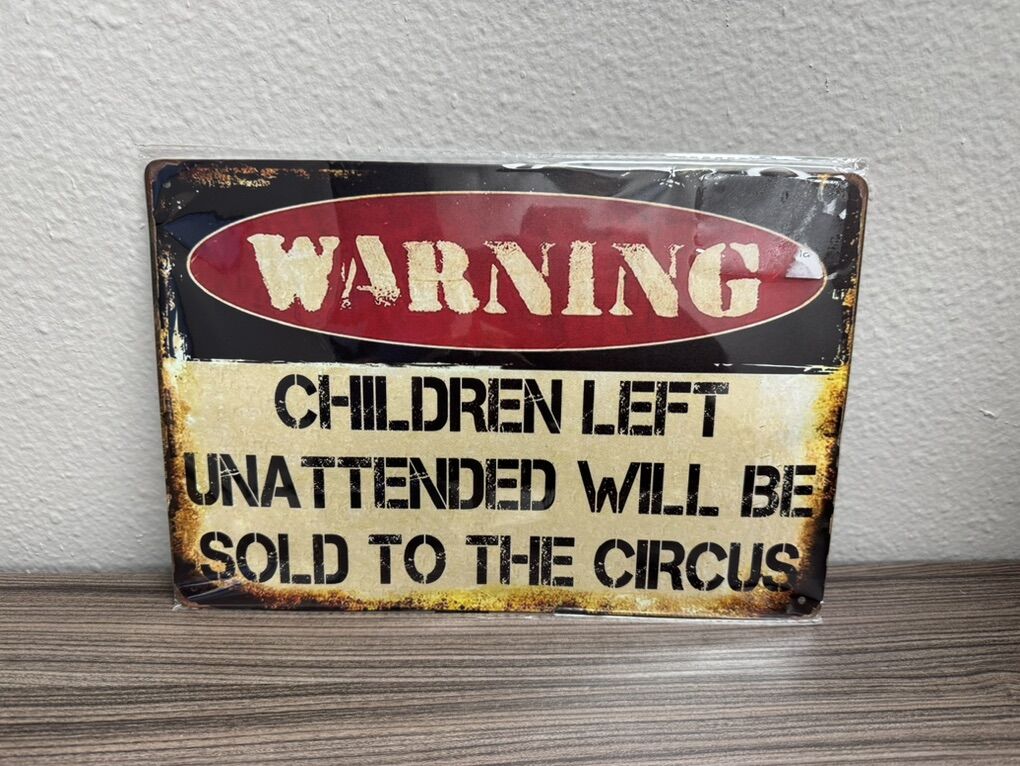 WARNING
CHILDREN LEFT
UNATTENDED WILL BE
SOLD TO THE CIRCUS